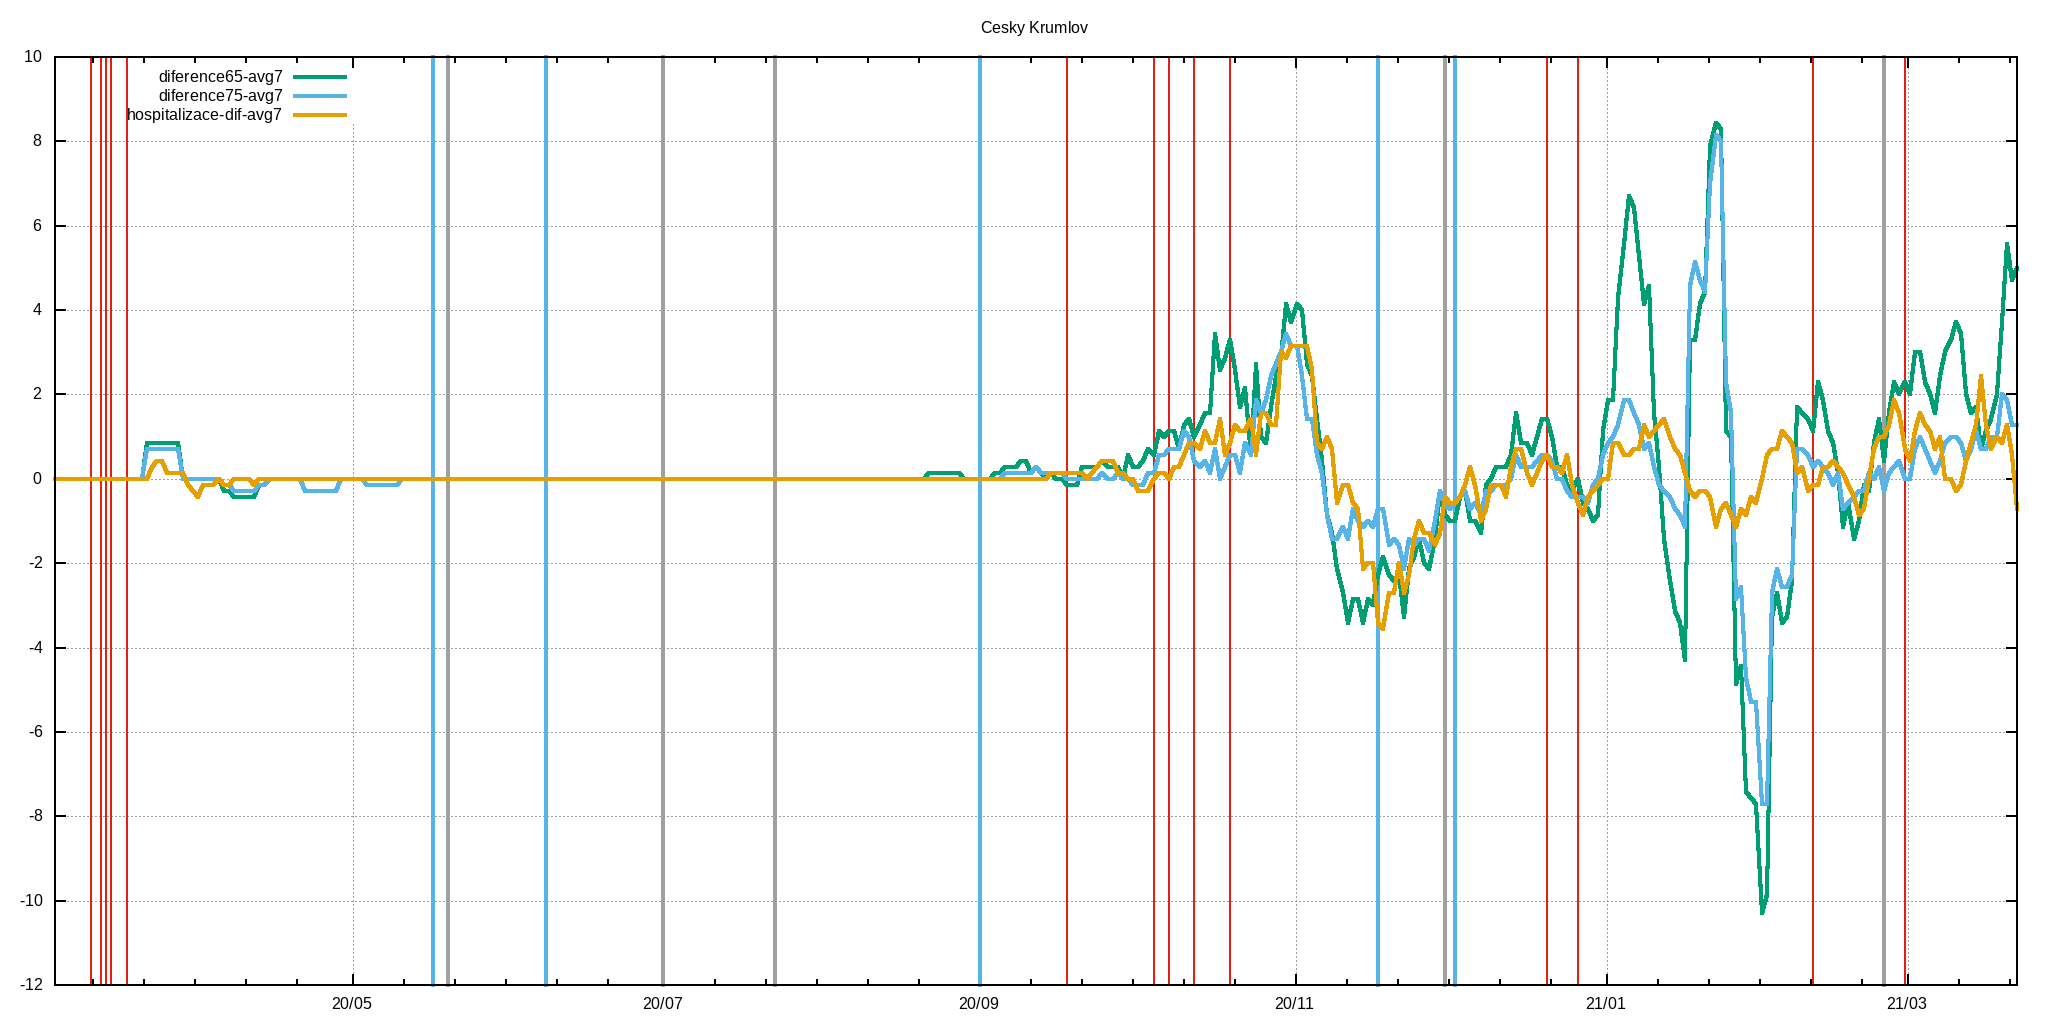 Cesky Krumlov
diference65-avg7
diference75-avg7
hospitalizace-dif-avg7
10
8
6
4
2
0
-2
-4
-6
-8
-10
-12
20/05 20/07 20/09 20/11 21/01 21/03